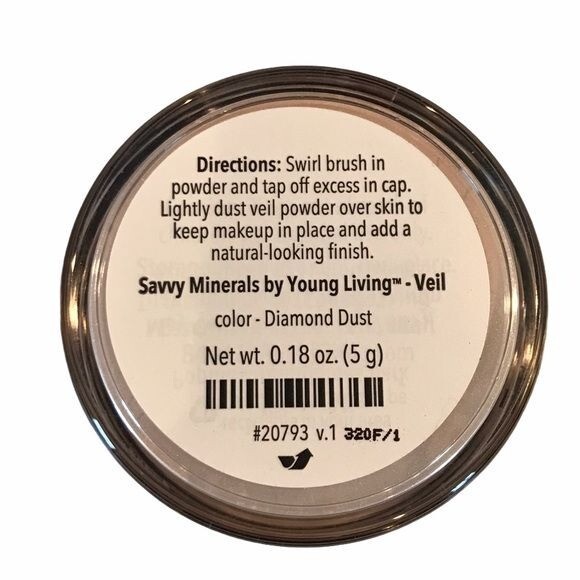 Directions: Swirl brush in
powder and tap off excess in cap.
Lightly dust veil powder over skin to
keep makeup in place and add a
natural-looking finish.
Savvy Minerals by Young Living™ - Veil
color - Diamond Dust
Net wt. 0.18 oz. (5 g)
#20793 v.1 320F/1